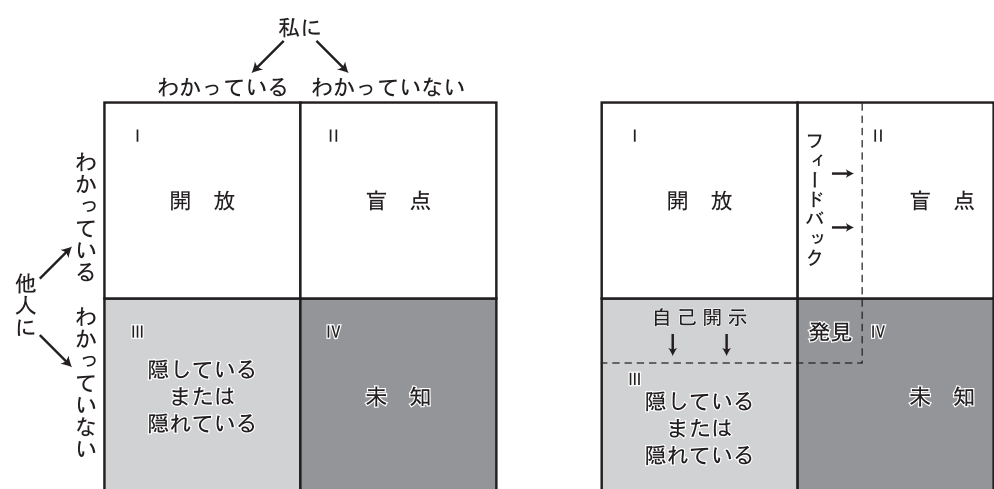 私に
わかっている
わかっていない
他人に
わかっている
わかっていない
Ⅰ
開 放
Ⅱ
盲 点
Ⅲ
隠している
または
隠れている
Ⅳ
未 知
Ⅰ
開 放
フィードバック
Ⅱ
盲 点
自己開示
Ⅲ
隠している
または
隠れている
発見
Ⅳ
未 知